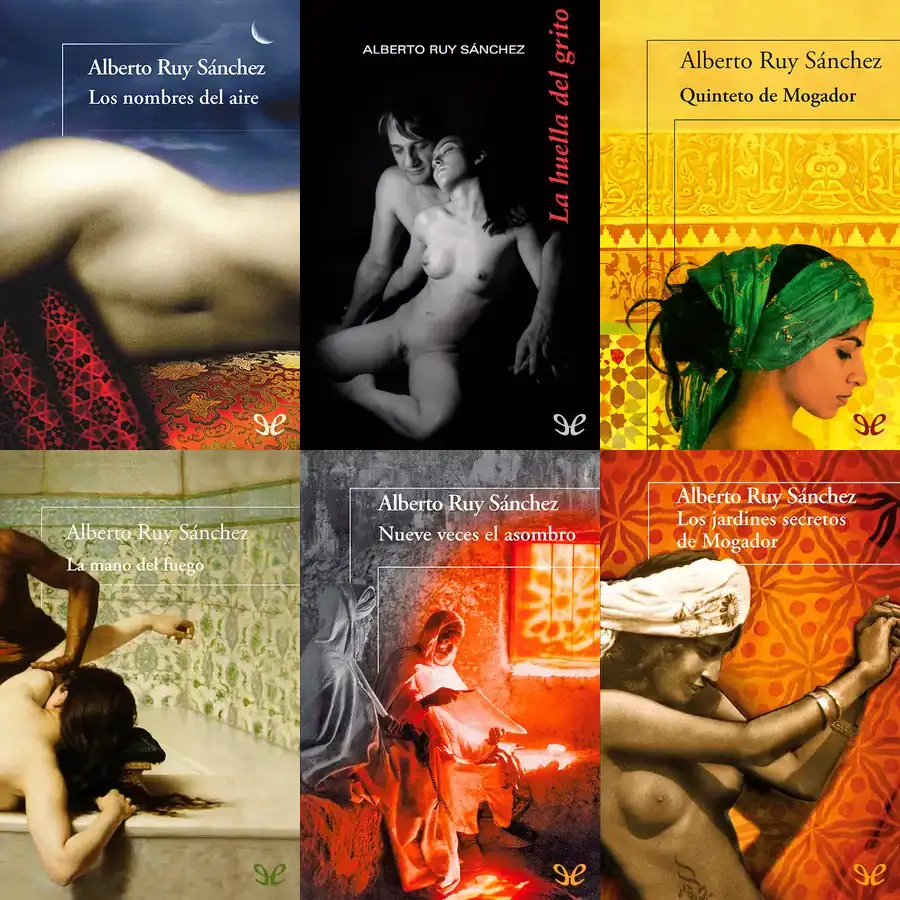 Alberto Ruy Sánchez
Los nombres del aire
ALBERTO RUY SÁNCHEZ
La huella del grito
Alberto Ruy Sánchez
Quinteto de Mogador
Alberto Ruy Sánchez
La mano del fuego
Alberto Ruy Sánchez
Nueve veces el asombro
Alberto Ruy Sánchez
Los jardines secretos
de Mogador